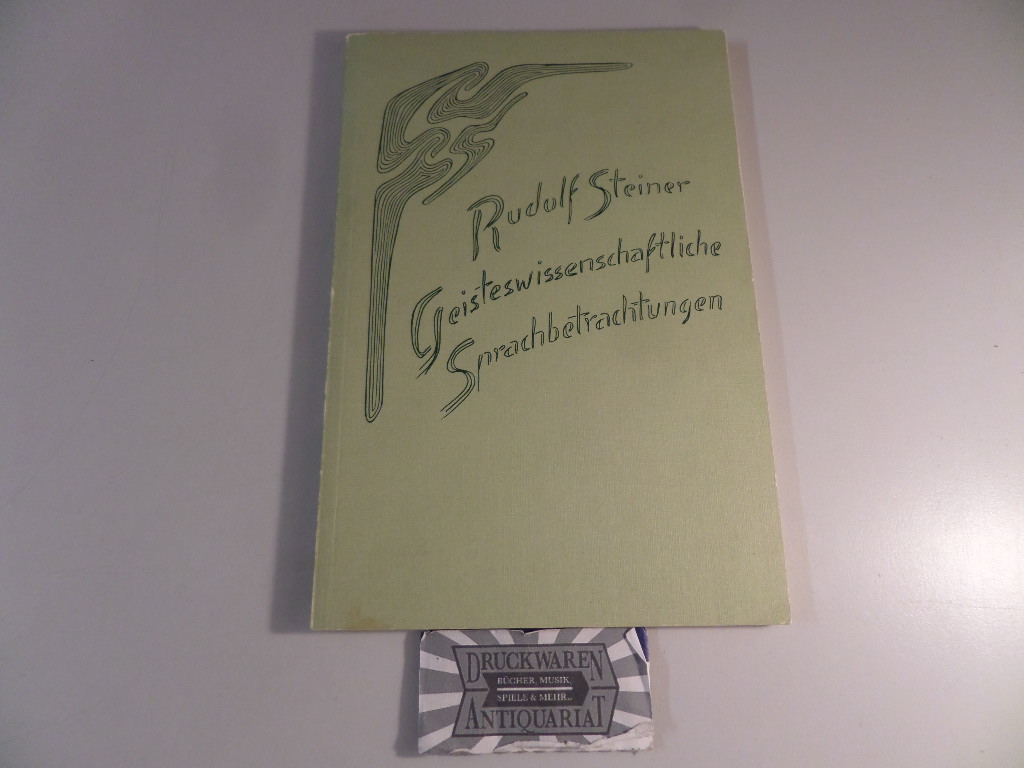 Rudolf Steiner
Geisteswissenschaftliche
Sprachbetrachtungen
DRUCKWAREN
BÜCHER, MUSIK,
SPIELE & MEHR...
ANTIQUARIAT